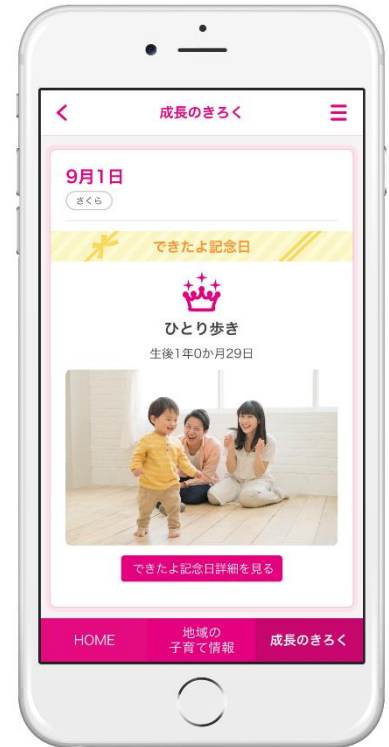 成長のきろく
9月1日
さくら
できたよ記念日
ひとり歩き
生後1年0か月29日
できたよ記念日詳細を見る
HOME
地域の
子育て情報
成長のきろく